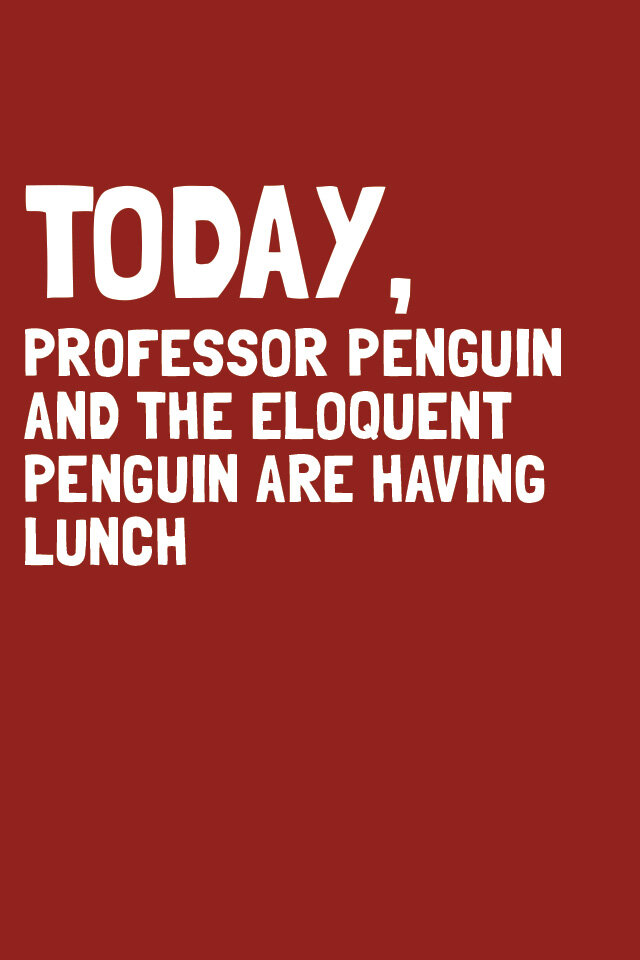 TODAY,
PROFESSOR PENGUIN
AND THE ELOQUENT
PENGUIN ARE HAVING
LUNCH